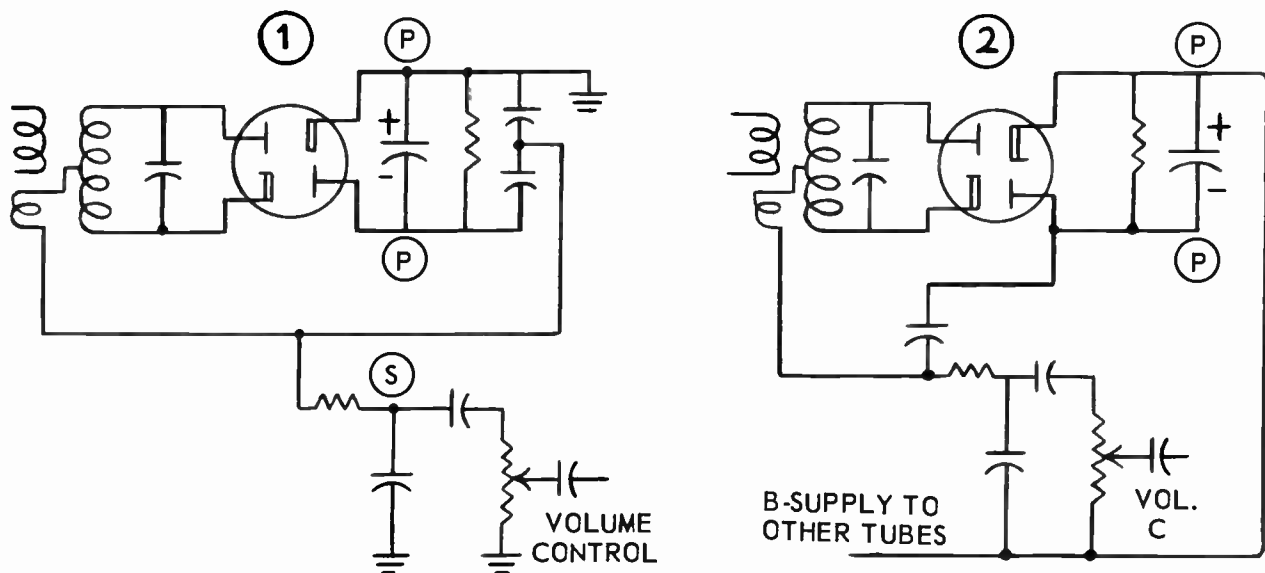 1
P
+
-
P
S
VOLUME
CONTROL
2
P
+
-
P
B-SUPPLY TO
OTHER TUBES
VOL.
C